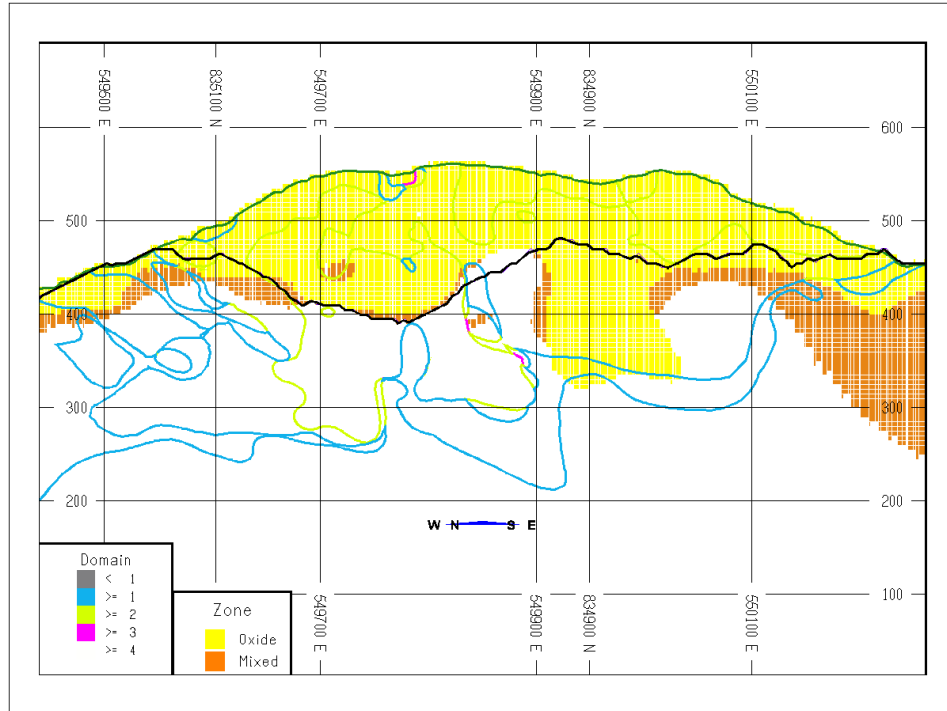 549500 E
835100 N
549700 E
549900 E
834900 N
550100 E
600
600
500
500
400
400
300
300
200
200
W N S E
100
Domain
< 1
>= 1
>= 2
>= 3
>= 4
Zone
Oxide
Mixed
549700 E
549900 E
834900 N
550100 E